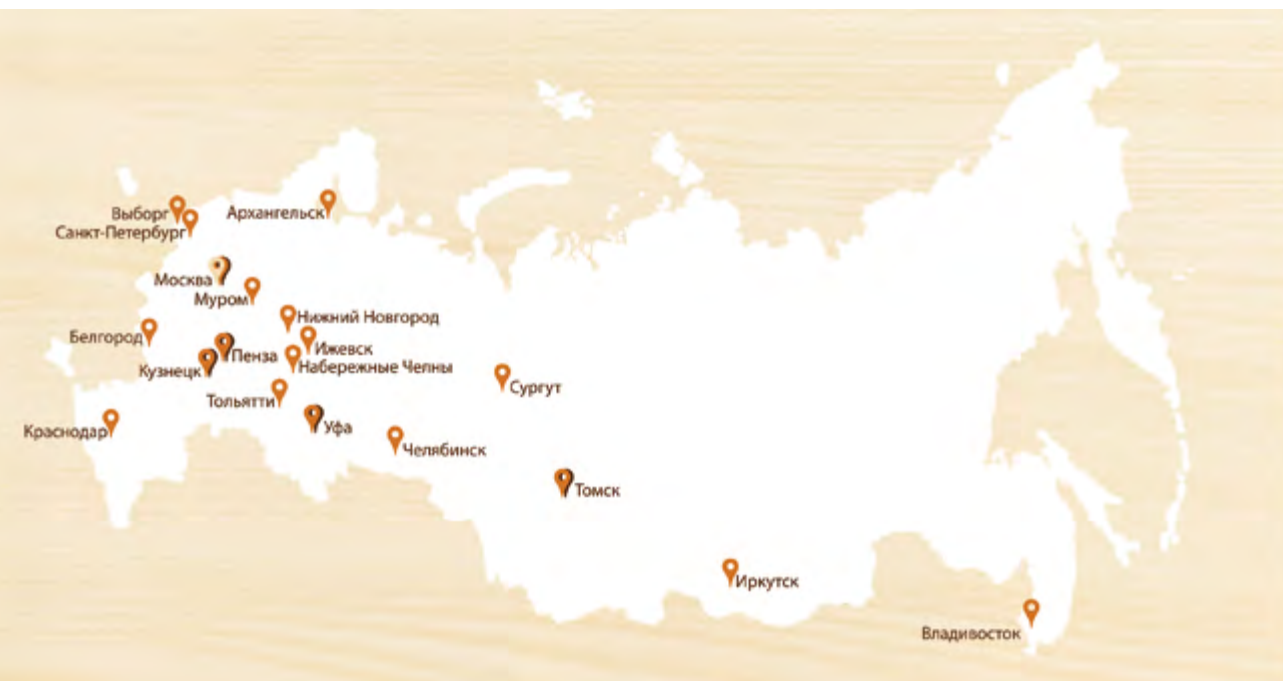 Выборг
Архангельск
Санкт-Петербург
Москва
Муром
Нижний Новгород
Белгород
Ижевск
Пенза
Набережные Челны
Кузнецк
Сургут
Тольятти
Уфа
Краснодар
Челябинск
Томск
Иркутск
Владивосток